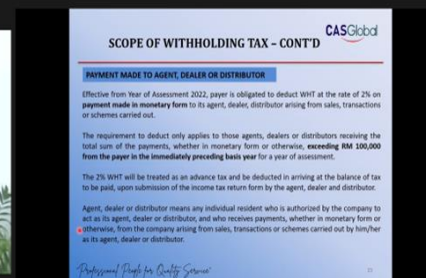 CASGlobal
SCOPE OF WITHHOLDING TAX – CONT'D
PAYMENT MADE TO AGENT, DEALER OR DISTRIBUTOR
Effective from Year of Assessment 2022, payer is obligated to deduct WHT at the rate of 2% on
payment made in monetary form to its agent, dealer, distributor arising from sales, transactions
or schemes carried out.
The requirement to deduct only applies to those agents, dealers or distributors receiving the
total sum of the payments, whether in monetary form or otherwise, exceeding RM 100,000
from the payer in the immediately preceding basis year for a year of assessment.
The 2% WHT will be treated as an advance tax and be deducted in arriving at the balance of tax
to be paid, upon submission of the income tax return form by the agent, dealer and distributor.
Agent, dealer or distributor means any individual resident who is authorized by the company to
act as its agent, dealer or distributor, and who receives payments, whether in monetary form or
otherwise, from the company arising from sales, transactions or schemes carried out by him/her
as its agent, dealer or distributor.
'Professional People for Quality Service'